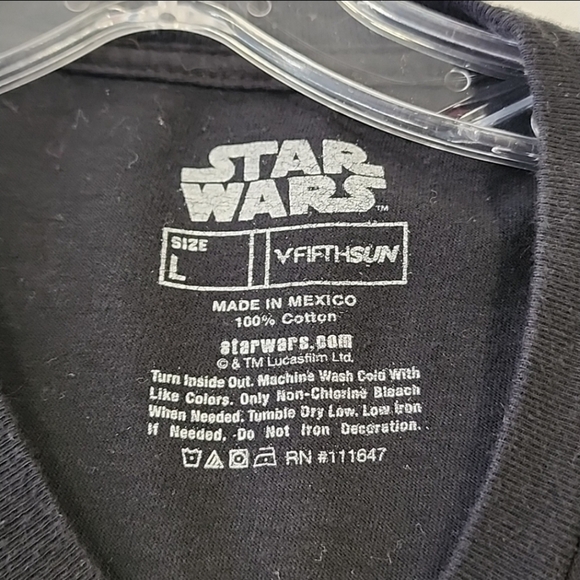 STAR
WARS™
SIZE
L
FIFTHSUN
MADE IN MEXICO
100% Cotton
starwars.com
© & TM Lucasfilm Ltd.
Turn Inside Out. Machine Wash Cold With
Like Colors. Only Non-Chlorine Bleach
When Needed. Tumble Dry Low. Low Iron
If Needed. Do Not Iron Decoration.
RN #111647